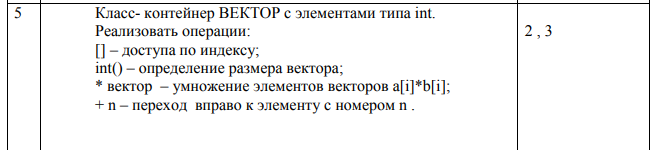 5
Класс- контейнер ВЕКТОР с элементами типа int.
Реализовать операции:
2 , 3
[] – доступа по индексу;
int() – определение размера вектора;
* вектор – умножение элементов векторов a[i]*b[i];
+ n – переход вправо к элементу с номером n .